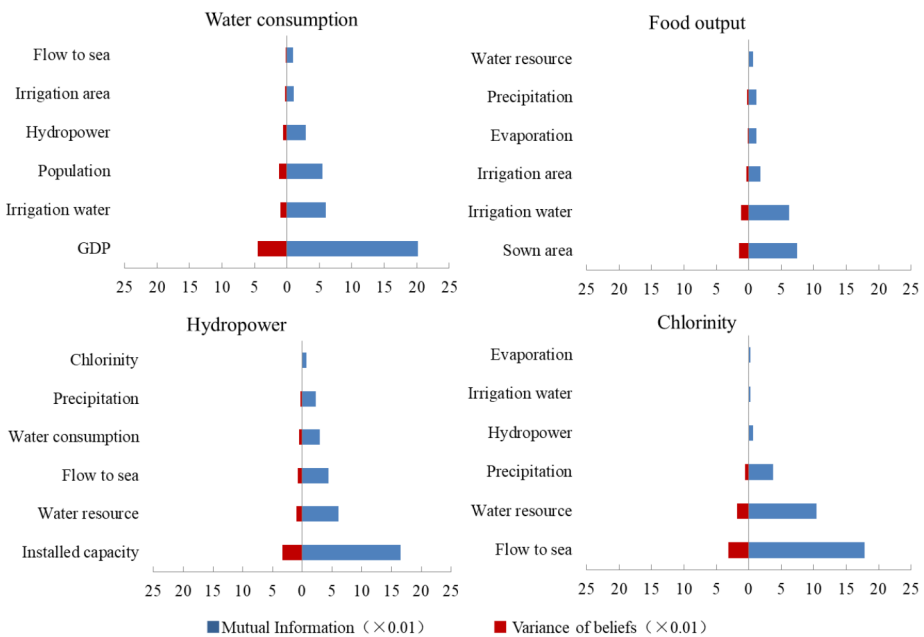 Water consumption
Flow to sea
Irrigation area
Hydropower
Population
Irrigation water
GDP
25 20 15 10 5 0 5 10 15 20 25
Food output
Water resource
Precipitation
Evaporation
Irrigation area
Irrigation water
Sown area
25 20 15 10 5 0 5 10 15 20 25
Hydropower
Chlorinity
Precipitation
Water consumption
Flow to sea
Water resource
Installed capacity
25 20 15 10 5 0 5 10 15 20 25
Chlorinity
Evaporation
Irrigation water
Hydropower
Precipitation
Water resource
Flow to sea
25 20 15 10 5 0 5 10 15 20 25
Mutual Information（×0.01） Variance of beliefs（×0.01）